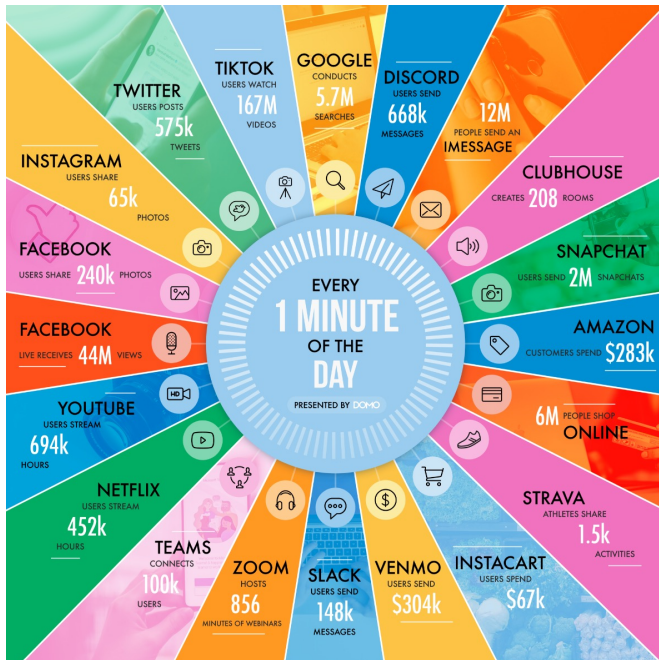 EVERY
1 MINUTE
OF THE
DAY
PRESENTED BY DOMO
GOOGLE
CONDUCTS
5.7M
SEARCHES
DISCORD
USERS SEND
668k
MESSAGES
12M
PEOPLE SEND AN
IMESSAGE
CLUBHOUSE
CREATES 208 ROOMS
SNAPCHAT
USERS SEND 2M SNAPCHATS
AMAZON
CUSTOMERS SPEND $283k
6M PEOPLE SHOP
ONLINE
STRAVA
ATHLETES SHARE
1.5k
ACTIVITIES
INSTACART
USERS SPEND
$67k
VENMO
USERS SEND
$304k
SLACK
USERS SEND
148k
MESSAGES
ZOOM
HOSTS
856
MINUTES OF WEBINARS
TEAMS
CONNECTS
100k
USERS
NETFLIX
USERS STREAM
452k
HOURS
YOUTUBE
USERS STREAM
694k
HOURS
HD
FACEBOOK
LIVE RECEIVES 44M VIEWS
FACEBOOK
USERS SHARE 240k PHOTOS
INSTAGRAM
USERS SHARE
65k
PHOTOS
TWITTER
USERS POSTS
575k
TWEETS
TIKTOK
USERS WATCH
167M
VIDEOS